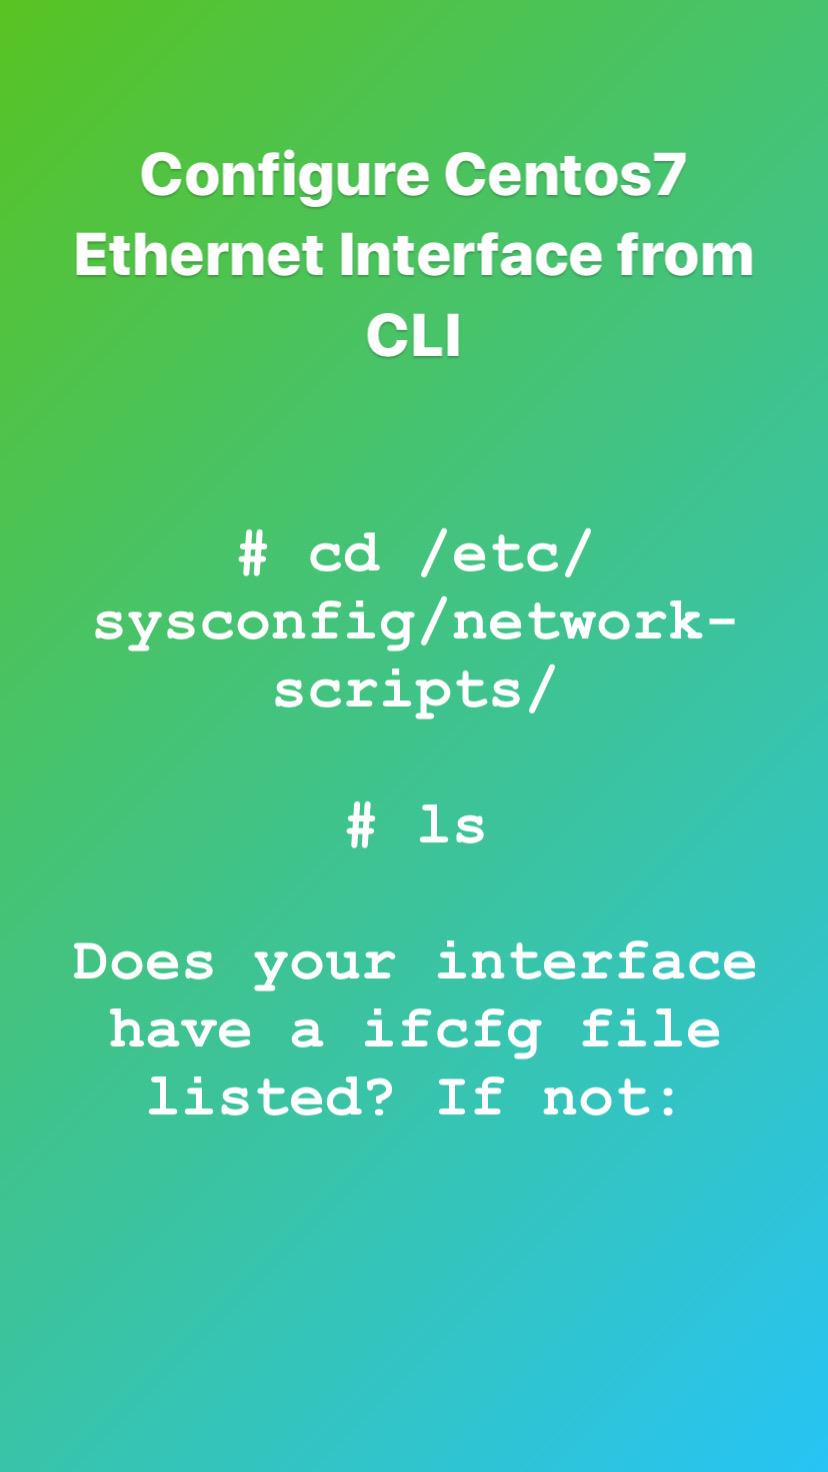 Configure Centos7
Ethernet Interface from
CLI
# cd /etc/
sysconfig/network-
scripts/
# ls
Does your interface
have a ifcfg file
listed? If not: